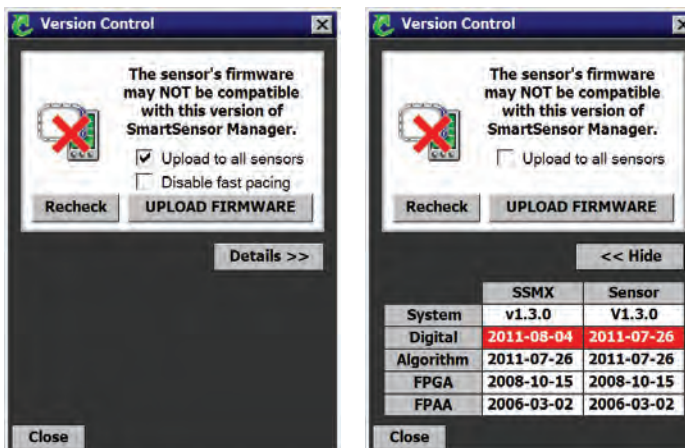 Version Control
The sensor's firmware
may NOT be compatible
with this version of
SmartSensor Manager.
Upload to all sensors
Disable fast pacing
Recheck UPLOAD FIRMWARE
Details >>
Close
Version Control
The sensor's firmware
may NOT be compatible
with this version of
SmartSensor Manager.
Upload to all sensors
Recheck UPLOAD FIRMWARE
<< Hide
SSMX Sensor
System v1.3.0 V1.3.0
Digital 2011-08-04 2011-07-26
Algorithm 2011-07-26 2011-07-26
FPGA 2008-10-15 2008-10-15
FPAA 2006-03-02 2006-03-02
Close